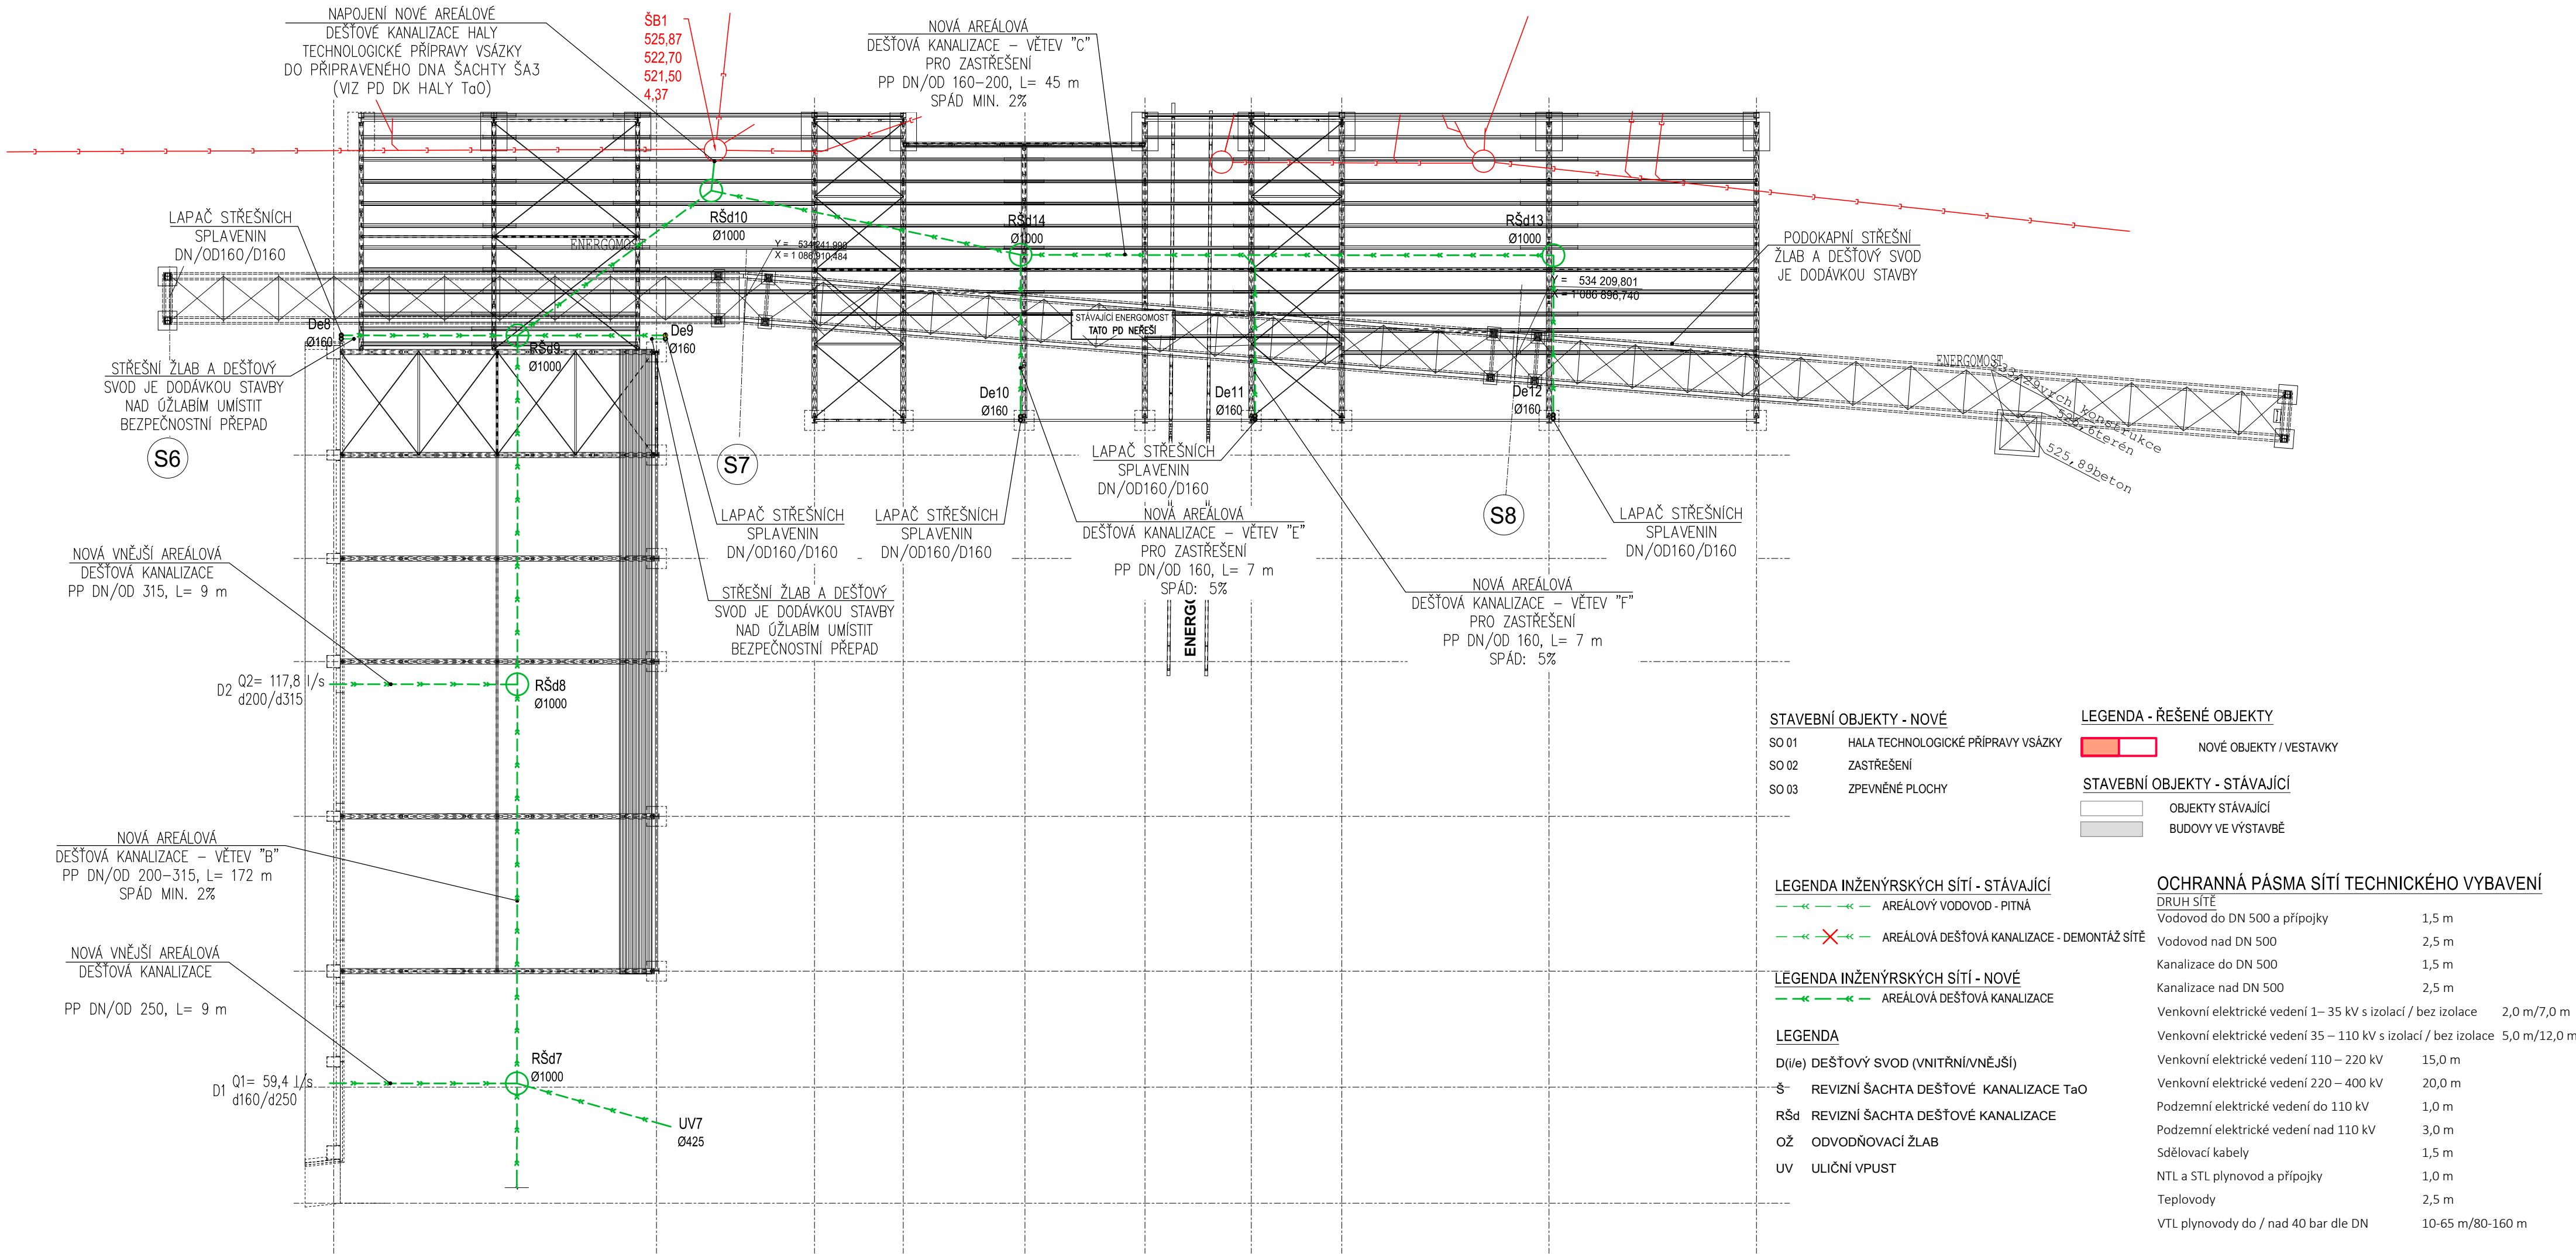 NAPOJENÍ NOVÉ AREÁLOVÉ
DEŠŤOVÉ KANALIZACE HALY
TECHNOLOGICKÉ PŘÍPRAVY VSÁZKY
DO PŘIPRAVENÉHO DNA ŠACHTY ŠA3
(VIZ PD DK HALY TaO)
ŠB1
525,87
522,70
521,50
4,37
NOVÁ AREÁLOVÁ
DEŠŤOVÁ KANALIZACE – VĚTEV "C"
PRO ZASTŘEŠENÍ
PP DN/OD 160–200, L= 45 m
SPÁD MIN. 2%
LAPAČ STŘEŠNÍCH
SPLAVENIN
DN/OD160/D160
RŠd10
Ø1000
ENERGOMOST
Y = 534 241,999
X = 1 086 910,484
RŠd14
Ø1000
RŠd13
Ø1000
PODOKAPNÍ STŘEŠNÍ
ŽLAB A DEŠŤOVÝ SVOD
JE DODÁVKOU STAVBY
Y = 534 209,801
X = 1 086 896,740
De8
Ø160
De9
Ø160
RŠd9
Ø1000
STÁVAJÍCÍ ENERGOMOST
TATO PD NEŘEŠÍ
STŘEŠNÍ ŽLAB A DEŠŤOVÝ
SVOD JE DODÁVKOU STAVBY
NAD ÚŽLABÍM UMÍSTIT
BEZPEČNOSTNÍ PŘEPAD
De10
Ø160
De11
Ø160
De12
Ø160
ENERGOMOST
vrch konstrukce
terén
525,89beton
S6
S7
S8
LAPAČ STŘEŠNÍCH
SPLAVENIN
DN/OD160/D160
LAPAČ STŘEŠNÍCH
SPLAVENIN
DN/OD160/D160
LAPAČ STŘEŠNÍCH
SPLAVENIN
DN/OD160/D160
LAPAČ STŘEŠNÍCH
SPLAVENIN
DN/OD160/D160
NOVÁ AREÁLOVÁ
DEŠŤOVÁ KANALIZACE – VĚTEV "E"
PRO ZASTŘEŠENÍ
PP DN/OD 160, L= 7 m
SPÁD: 5%
ENERGO
NOVÁ VNĚJŠÍ AREÁLOVÁ
DEŠŤOVÁ KANALIZACE
PP DN/OD 315, L= 9 m
STŘEŠNÍ ŽLAB A DEŠŤOVÝ
SVOD JE DODÁVKOU STAVBY
NAD ÚŽLABÍM UMÍSTIT
BEZPEČNOSTNÍ PŘEPAD
NOVÁ AREÁLOVÁ
DEŠŤOVÁ KANALIZACE – VĚTEV "F"
PRO ZASTŘEŠENÍ
PP DN/OD 160, L= 7 m
SPÁD: 5%
D2 Q2= 117,8 l/s
d200/d315
RŠd8
Ø1000
STAVEBNÍ OBJEKTY - NOVÉ
SO 01 HALA TECHNOLOGICKÉ PŘÍPRAVY VSÁZKY
SO 02 ZASTŘEŠENÍ
SO 03 ZPEVNĚNÉ PLOCHY
LEGENDA - ŘEŠENÉ OBJEKTY
NOVÉ OBJEKTY / VESTAVKY
STAVEBNÍ OBJEKTY - STÁVAJÍCÍ
OBJEKTY STÁVAJÍCÍ
BUDOVY VE VÝSTAVBĚ
NOVÁ AREÁLOVÁ
DEŠŤOVÁ KANALIZACE – VĚTEV "B"
PP DN/OD 200–315, L= 172 m
SPÁD MIN. 2%
NOVÁ VNĚJŠÍ AREÁLOVÁ
DEŠŤOVÁ KANALIZACE
PP DN/OD 250, L= 9 m
D1 Q1= 59,4 l/s
d160/d250
RŠd7
Ø1000
UV7
Ø425
LEGENDA INŽENÝRSKÝCH SÍTÍ - STÁVAJÍCÍ
AREÁLOVÝ VODOVOD - PITNÁ
AREÁLOVÁ DEŠŤOVÁ KANALIZACE - DEMONTÁŽ SÍTĚ
LEGENDA INŽENÝRSKÝCH SÍTÍ - NOVÉ
AREÁLOVÁ DEŠŤOVÁ KANALIZACE
LEGENDA
D(i/e) DEŠŤOVÝ SVOD (VNITŘNÍ/VNĚJŠÍ)
Š REVIZNÍ ŠACHTA DEŠŤOVÉ KANALIZACE TaO
RŠd REVIZNÍ ŠACHTA DEŠŤOVÉ KANALIZACE
OŽ ODVODŇOVACÍ ŽLAB
UV ULIČNÍ VPUST
OCHRANNÁ PÁSMA SÍTÍ TECHNICKÉHO VYBAVENÍ
DRUH SÍTĚ
Vodovod do DN 500 a přípojky 1,5 m
Vodovod nad DN 500 2,5 m
Kanalizace do DN 500 1,5 m
Kanalizace nad DN 500 2,5 m
Venkovní elektrické vedení 1– 35 kV s izolací / bez izolace 2,0 m/7,0 m
Venkovní elektrické vedení 35 – 110 kV s izolací / bez izolace 5,0 m/12,0 m
Venkovní elektrické vedení 110 – 220 kV 15,0 m
Venkovní elektrické vedení 220 – 400 kV 20,0 m
Podzemní elektrické vedení do 110 kV 1,0 m
Podzemní elektrické vedení nad 110 kV 3,0 m
Sdělovací kabely 1,5 m
NTL a STL plynovod a přípojky 1,0 m
Teplovody 2,5 m
VTL plynovody do / nad 40 bar dle DN 10-65 m/80-160 m